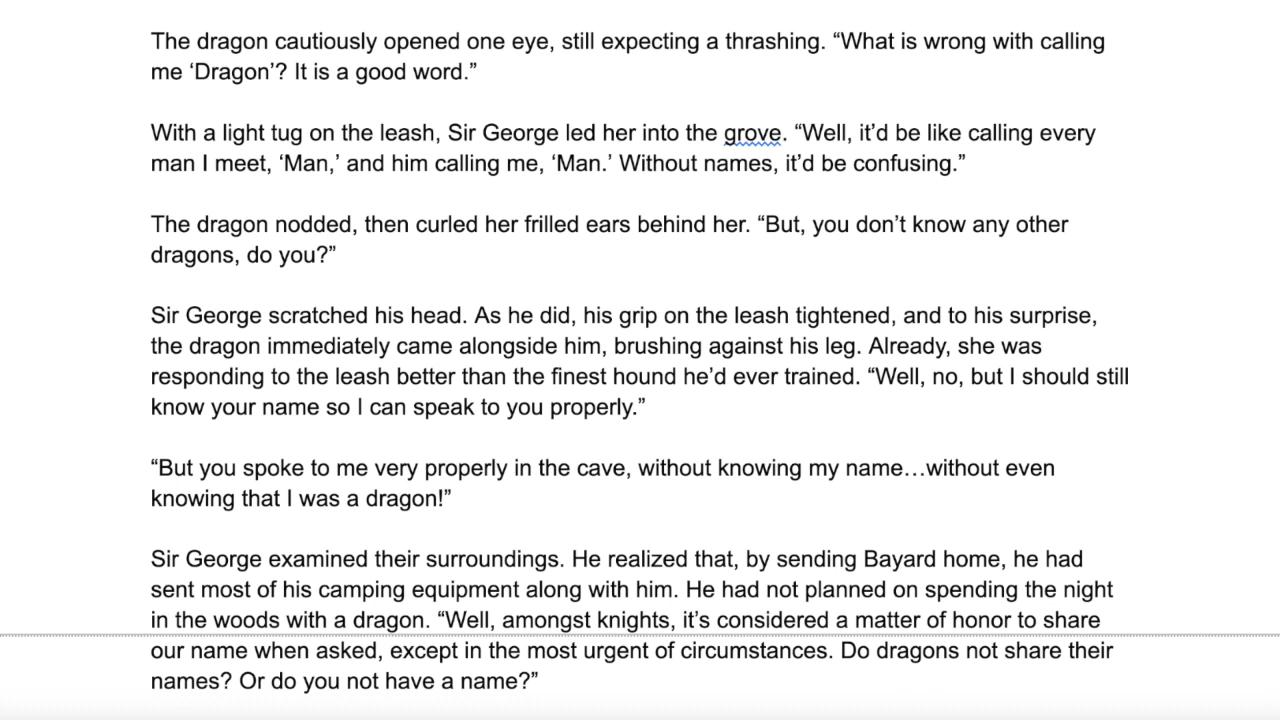 The dragon cautiously opened one eye, still expecting a thrashing. “What is wrong with calling
me ‘Dragon’? It is a good word.”
With a light tug on the leash, Sir George led her into the grove. “Well, it’d be like calling every
man I meet, ‘Man,’ and him calling me, ‘Man.’ Without names, it’d be confusing.”
The dragon nodded, then curled her frilled ears behind her. “But, you don’t know any other
dragons, do you?”
Sir George scratched his head. As he did, his grip on the leash tightened, and to his surprise,
the dragon immediately came alongside him, brushing against his leg. Already, she was
responding to the leash better than the finest hound he’d ever trained. “Well, no, but I should still
know your name so I can speak to you properly.”
“But you spoke to me very properly in the cave, without knowing my name…without even
knowing that I was a dragon!”
Sir George examined their surroundings. He realized that, by sending Bayard home, he had
sent most of his camping equipment along with him. He had not planned on spending the night
in the woods with a dragon. “Well, amongst knights, it’s considered a matter of honor to share
our name when asked, except in the most urgent of circumstances. Do dragons not share their
names? Or do you not have a name?”